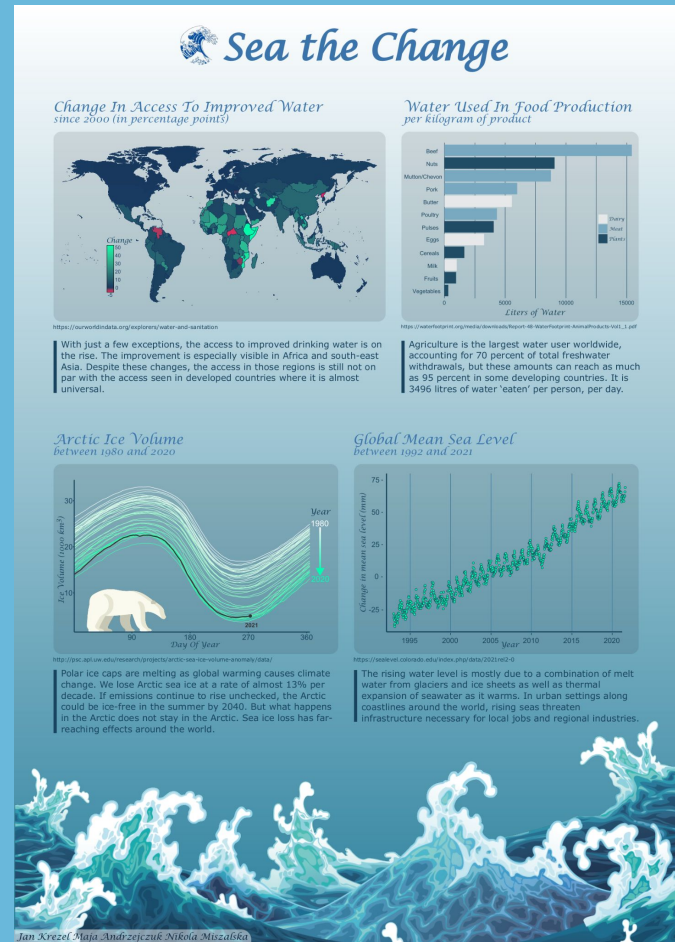 Sea the Change
Change In Access To Improved Water
since 2000 (in percentage points)
Change
50
40
30
20
10
0
-5
https://ourworldindata.org/explorers/water-and-sanitation
With just a few exceptions, the access to improved drinking water is on
the rise. The improvement is especially visible in Africa and south-east
Asia. Despite these changes, the access in those regions is still not on
par with the access seen in developed countries where it is almost
universal.
Water Used In Food Production
per kilogram of product
Beef
Nuts
Mutton/Chevon
Pork
Butter
Poultry
Pulses
Eggs
Cereals
Milk
Fruits
Vegetables
Dairy
Meat
Plants
0
5000
10000
15000
Liters of Water
https://waterfootprint.org/media/downloads/Report-48-WaterFootprint-AnimalProducts-Vol1_1.pdf
Agriculture is the largest water user worldwide,
accounting for 70 percent of total freshwater
withdrawals, but these amounts can reach as much
as 95 percent in some developing countries. It is
3496 litres of water ‘eaten’ per person, per day.
Arctic Ice Volume
between 1980 and 2020
Ice Volume (1000 km³)
30
20
10
Year
1980
2020
2021
90
180
270
360
Day Of Year
http://psc.apl.uw.edu/research/projects/arctic-sea-ice-volume-anomaly/data/
Polar ice caps are melting as global warming causes climate
change. We lose Arctic sea ice at a rate of almost 13% per
decade. If emissions continue to rise unchecked, the Arctic
could be ice-free in the summer by 2040. But what happens
in the Arctic does not stay in the Arctic. Sea ice loss has far-
reaching effects around the world.
Global Mean Sea Level
between 1992 and 2021
Change in mean sea level (mm)
75
50
25
0
-25
1995
2000
2005
2010
2015
2020
Year
https://sealevel.colorado.edu/index.php/data/2021rel2-0
The rising water level is mostly due to a combination of melt
water from glaciers and ice sheets as well as thermal
expansion of seawater as it warms. In urban settings along
coastlines around the world, rising seas threaten
infrastructure necessary for local jobs and regional industries.
Jan Krezel Maja Andrzejczuk Nikola Miszalska